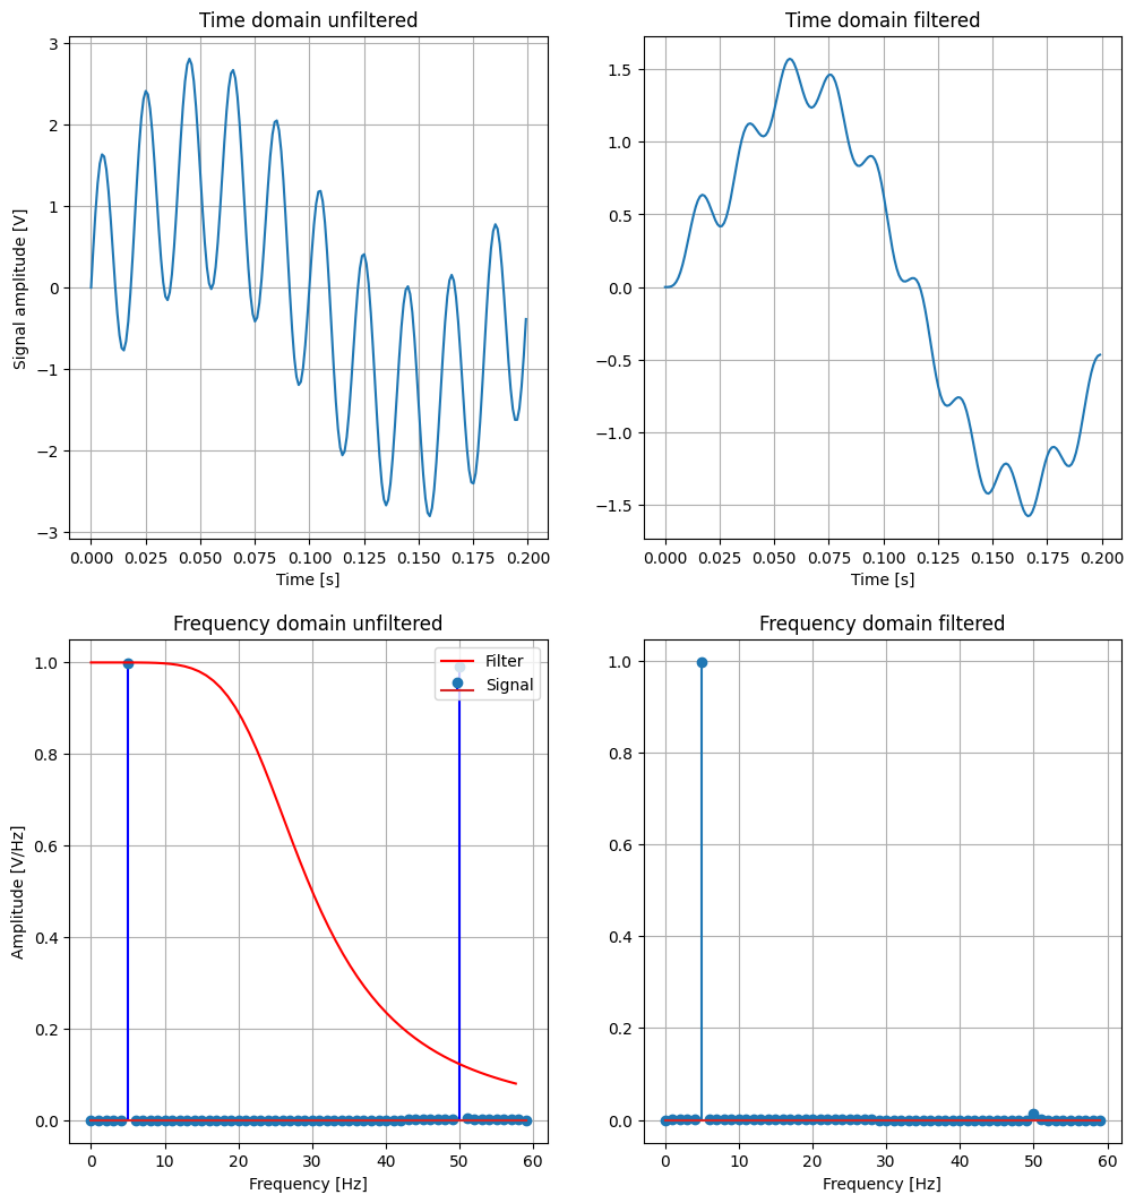 Time domain unfiltered
3
2
1
0
−1
−2
−3
Signal amplitude [V]
0.000 0.025 0.050 0.075 0.100 0.125 0.150 0.175 0.200
Time [s]
Time domain filtered
1.5
1.0
0.5
0.0
−0.5
−1.0
−1.5
0.000 0.025 0.050 0.075 0.100 0.125 0.150 0.175 0.200
Time [s]
Frequency domain unfiltered
1.0
0.8
0.6
0.4
0.2
0.0
Amplitude [V/Hz]
Filter
Signal
0 10 20 30 40 50 60
Frequency [Hz]
Frequency domain filtered
1.0
0.8
0.6
0.4
0.2
0.0
0 10 20 30 40 50 60
Frequency [Hz]